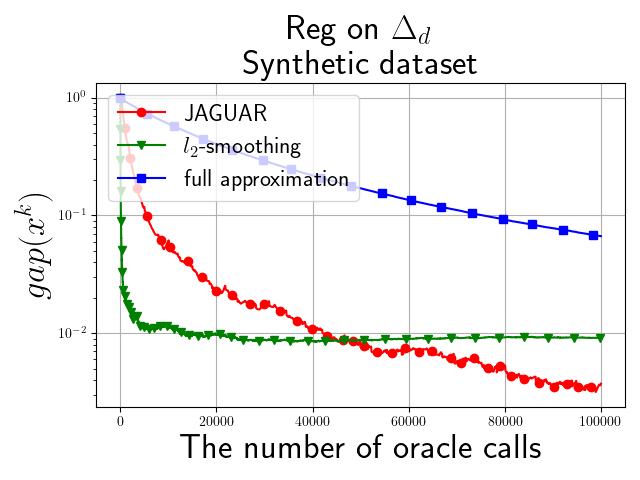 Reg on Δ_d
Synthetic dataset
JAGUAR
l_2-smoothing
full approximation
gap(x^k)
10^0
10^{-1}
10^{-2}
0 20000 40000 60000 80000 100000
The number of oracle calls